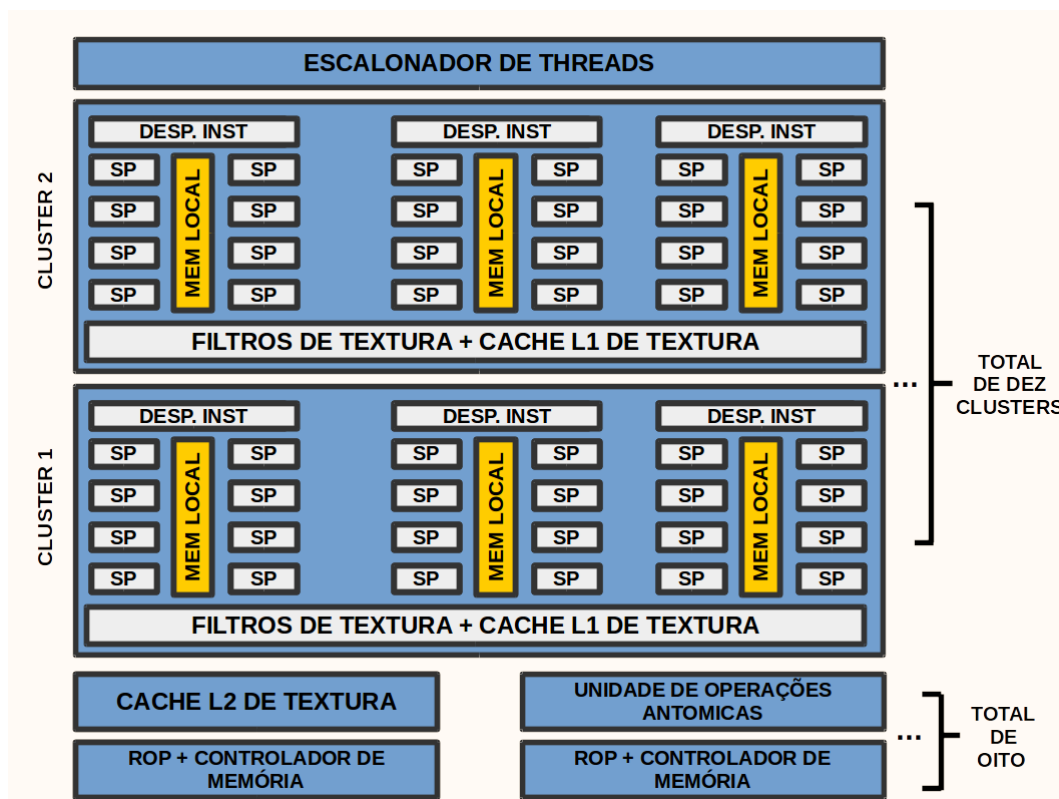 ESCALONADOR DE THREADS
CLUSTER 2
DESP. INST DESP. INST DESP. INST
SP SP SP SP SP SP
SP SP SP SP SP SP
SP SP SP SP SP SP
SP SP SP SP SP SP
MEM LOCAL MEM LOCAL MEM LOCAL
FILTROS DE TEXTURA + CACHE L1 DE TEXTURA
CLUSTER 1
DESP. INST DESP. INST DESP. INST
SP SP SP SP SP SP
SP SP SP SP SP SP
SP SP SP SP SP SP
SP SP SP SP SP SP
MEM LOCAL MEM LOCAL MEM LOCAL
FILTROS DE TEXTURA + CACHE L1 DE TEXTURA
...
TOTAL
DE DEZ
CLUSTERS
CACHE L2 DE TEXTURA
UNIDADE DE OPERAÇÕES
ANTOMICAS
ROP + CONTROLADOR DE
MEMÓRIA
ROP + CONTROLADOR DE
MEMÓRIA
...
TOTAL
DE
OITO